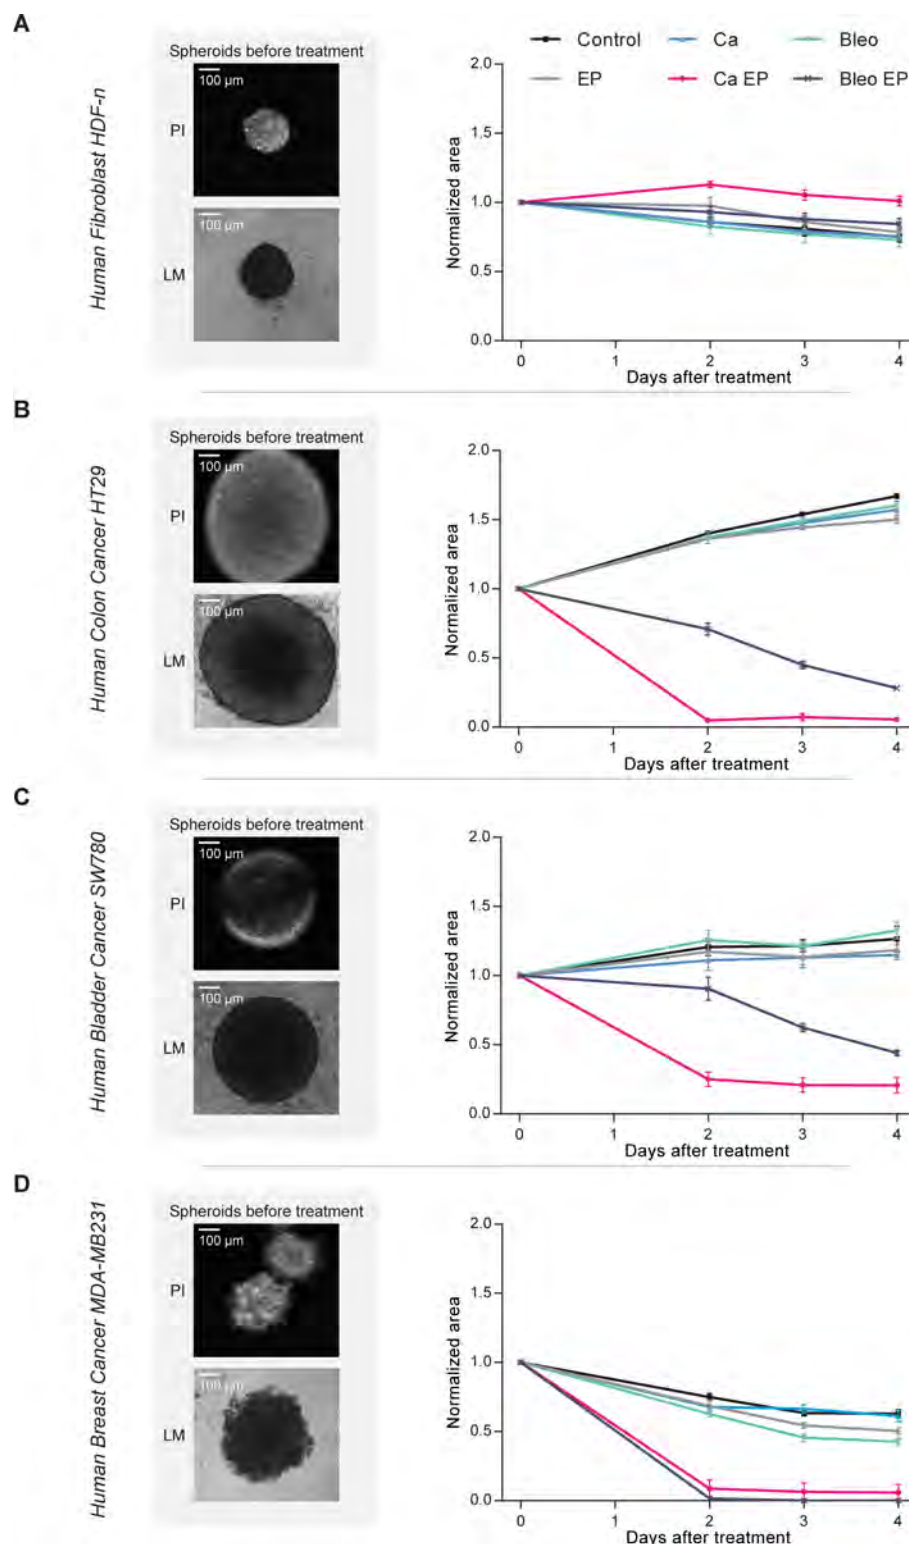 A
Human Fibroblast HDF-n
Spheroids before treatment
100 µm
PI
100 µm
LM
Control
Ca
Bleo
EP
Ca EP
Bleo EP
Normalized area
2.0
1.5
1.0
0.5
0.0
0 1 2 3 4
Days after treatment
B
Human Colon Cancer HT29
Spheroids before treatment
100 µm
PI
100 µm
LM
Normalized area
2.0
1.5
1.0
0.5
0.0
0 1 2 3 4
Days after treatment
C
Human Bladder Cancer SW780
Spheroids before treatment
100 µm
PI
100 µm
LM
Normalized area
2.0
1.5
1.0
0.5
0.0
0 1 2 3 4
Days after treatment
D
Human Breast Cancer MDA-MB231
Spheroids before treatment
100 µm
PI
100 µm
LM
Normalized area
2.0
1.5
1.0
0.5
0.0
0 1 2 3 4
Days after treatment